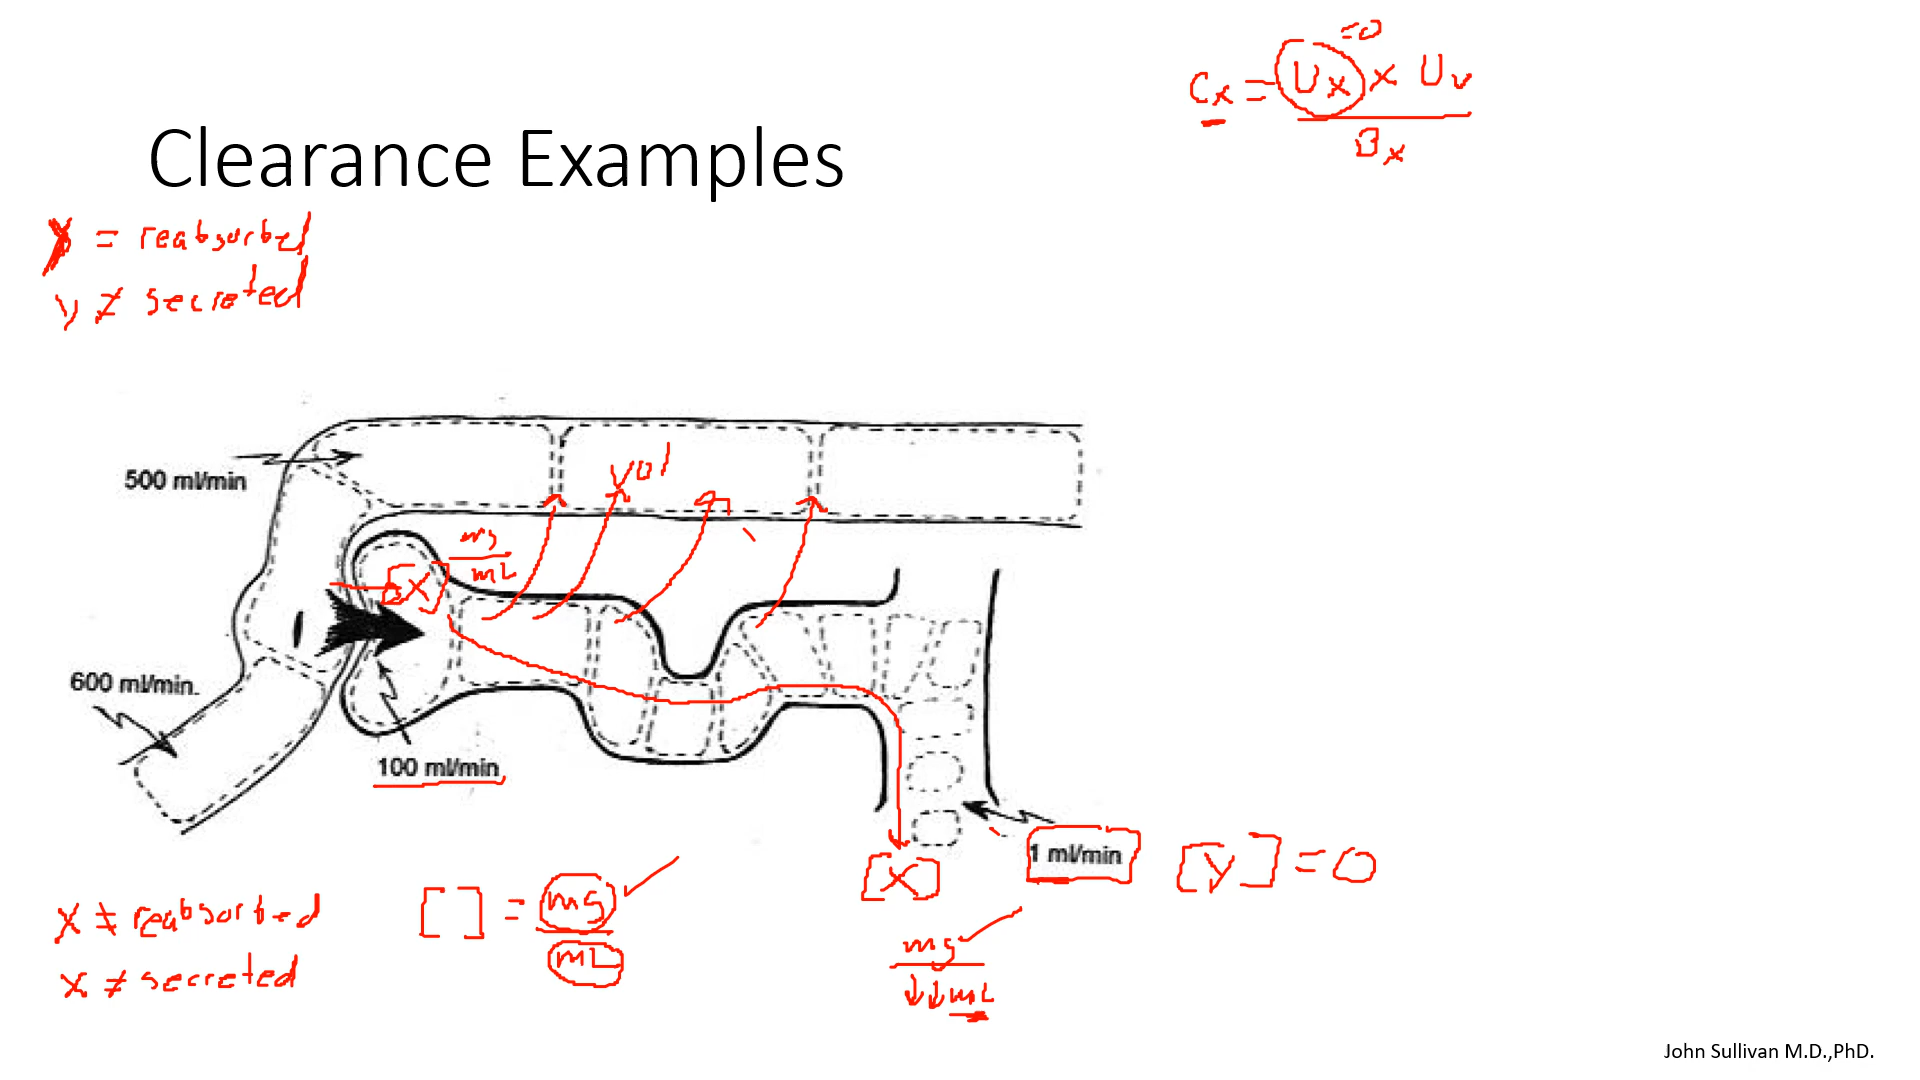 =0
Cx = Ux x Uv
Bx
Clearance Examples
y = reabsorbed
y ≠ secreted
500 ml/min
vol
mg
mL
[X]
600 ml/min.
100 ml/min
1 ml/min
[y] = 0
[X]
x ≠ reabsorbed
[ ] = mg
mL
x ≠ secreted
mg
↓↓mL
John Sullivan M.D.,PhD.